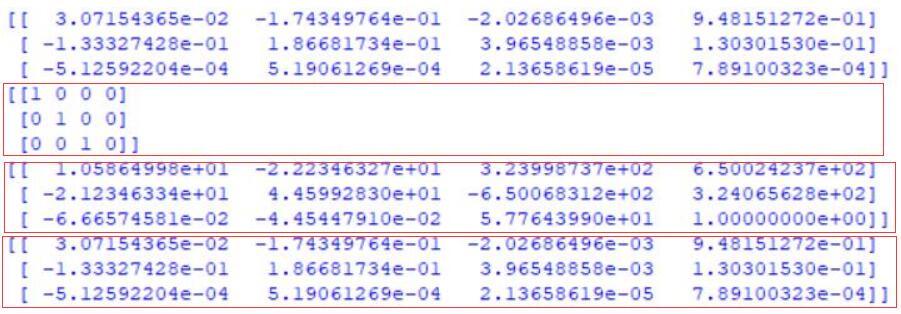 [[ 3.07154365e-02 -1.74349764e-01 -2.02686496e-03 9.48151272e-01]
[ -1.33327428e-01 1.86681734e-01 3.96548858e-03 1.30301530e-01]
[ -5.12592204e-04 5.19061269e-04 2.13658619e-05 7.89100323e-04]]
[[1 0 0 0]
[0 1 0 0]
[0 0 1 0]]
[[ 1.05864998e+01 -2.22346327e+01 3.23998737e+02 6.50024237e+02]
[ -2.12346334e+01 4.45992830e+01 -6.50068312e+02 3.24065628e+02]
[ -6.66574581e-02 -4.45447910e-02 5.77643990e+01 1.00000000e+00]]
[[ 3.07154365e-02 -1.74349764e-01 -2.02686496e-03 9.48151272e-01]
[ -1.33327428e-01 1.86681734e-01 3.96548858e-03 1.30301530e-01]
[ -5.12592204e-04 5.19061269e-04 2.13658619e-05 7.89100323e-04]]